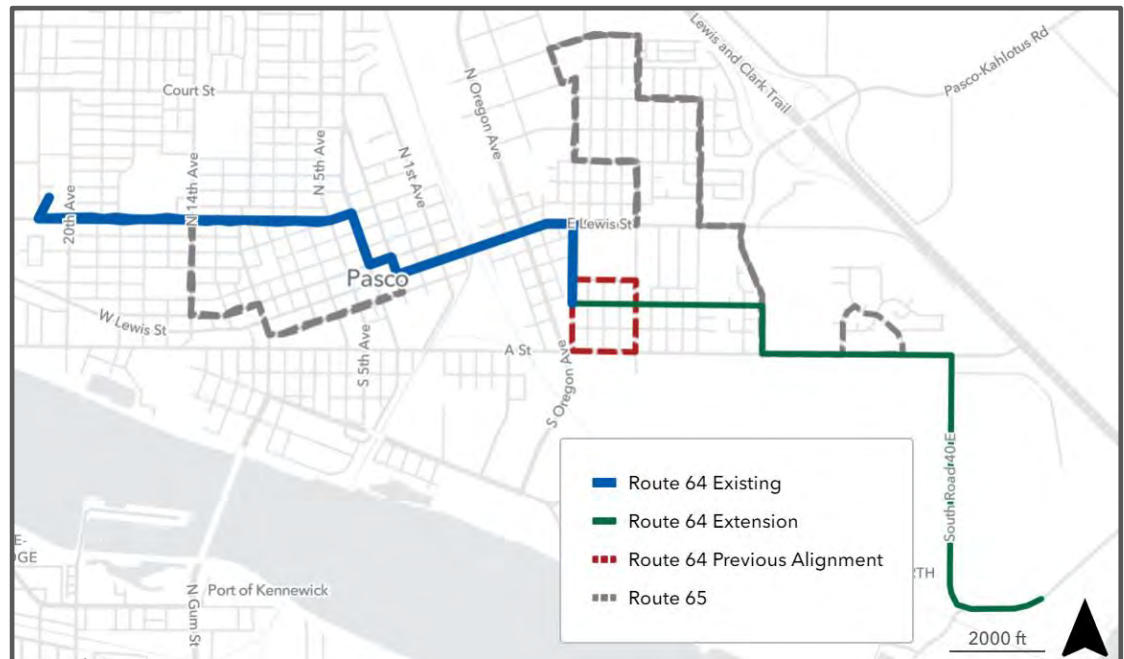 Court St
N Oregon Ave
Lewis and Clark Trail
Pasco-Kahlotus Rd
20th Ave
N 14th Ave
N 5th Ave
N 1st Ave
E Lewis St
Pasco
W Lewis St
S 5th Ave
A St
S Oregon Ave
South Road 40 E
Route 64 Existing
Route 64 Extension
Route 64 Previous Alignment
Route 65
E-
GE
Port of Kennewick
N Gum St
RTH
2000 ft